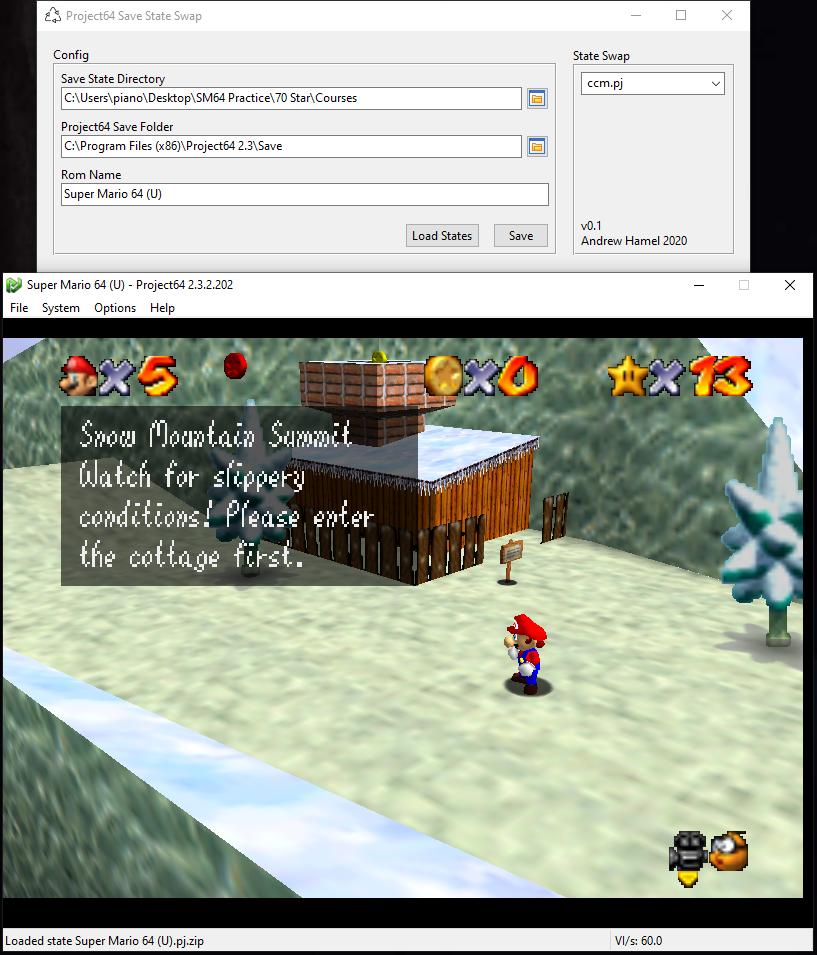 Project64 Save State Swap
Config
Save State Directory
C:\Users\piano\Desktop\SM64 Practice\70 Star\Courses
Project64 Save Folder
C:\Program Files (x86)\Project64 2.3\Save
Rom Name
Super Mario 64 (U)
Load States
Save
State Swap
ccm.pj
v0.1
Andrew Hamel 2020
Super Mario 64 (U) - Project64 2.3.2.202
File System Options Help
×5
×0
×13
Snow Mountain Summit
Watch for slippery
conditions! Please enter
the cottage first.
Loaded state Super Mario 64 (U).pj.zip
VI/s: 60.0